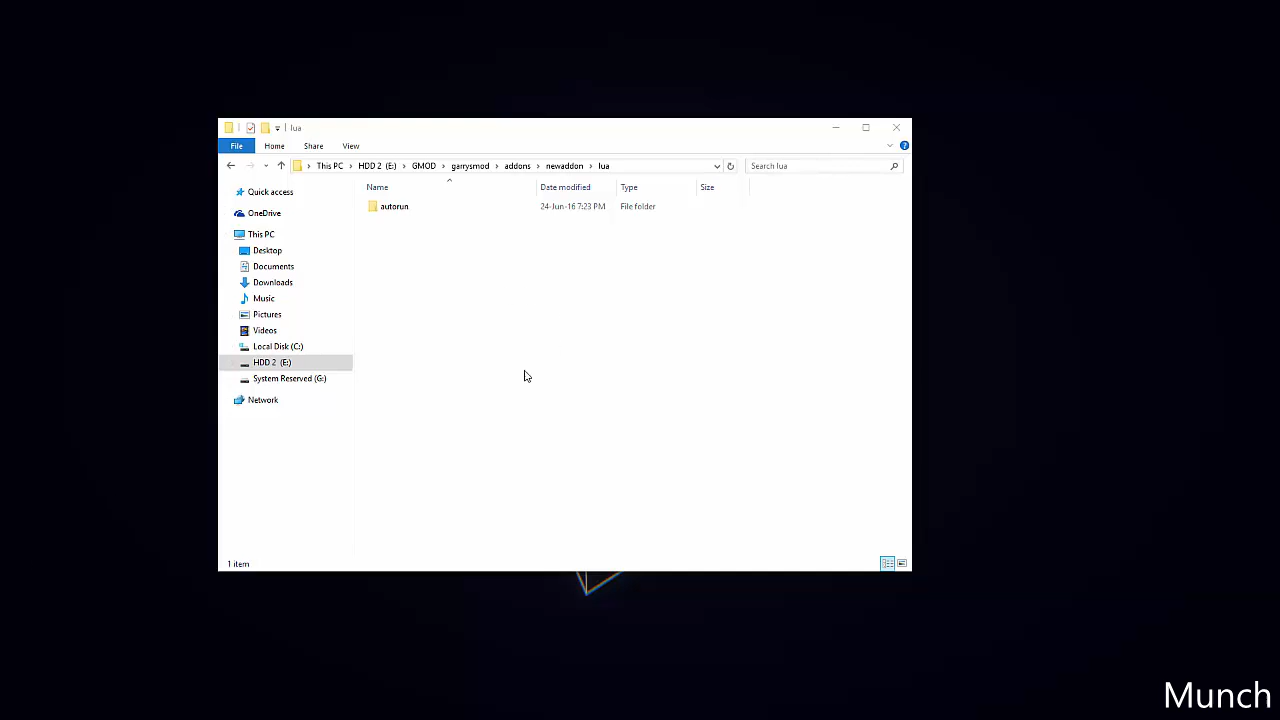 lua
File Home Share View
This PC HDD 2 (E:) GMOD garrysmod addons newaddon lua Search lua
Name Date modified Type Size
autorun 24-Jun-16 7:23 PM File folder
Quick access
OneDrive
This PC
Desktop
Documents
Downloads
Music
Pictures
Videos
Local Disk (C:)
HDD 2 (E:)
System Reserved (G:)
Network
1 item
Munch